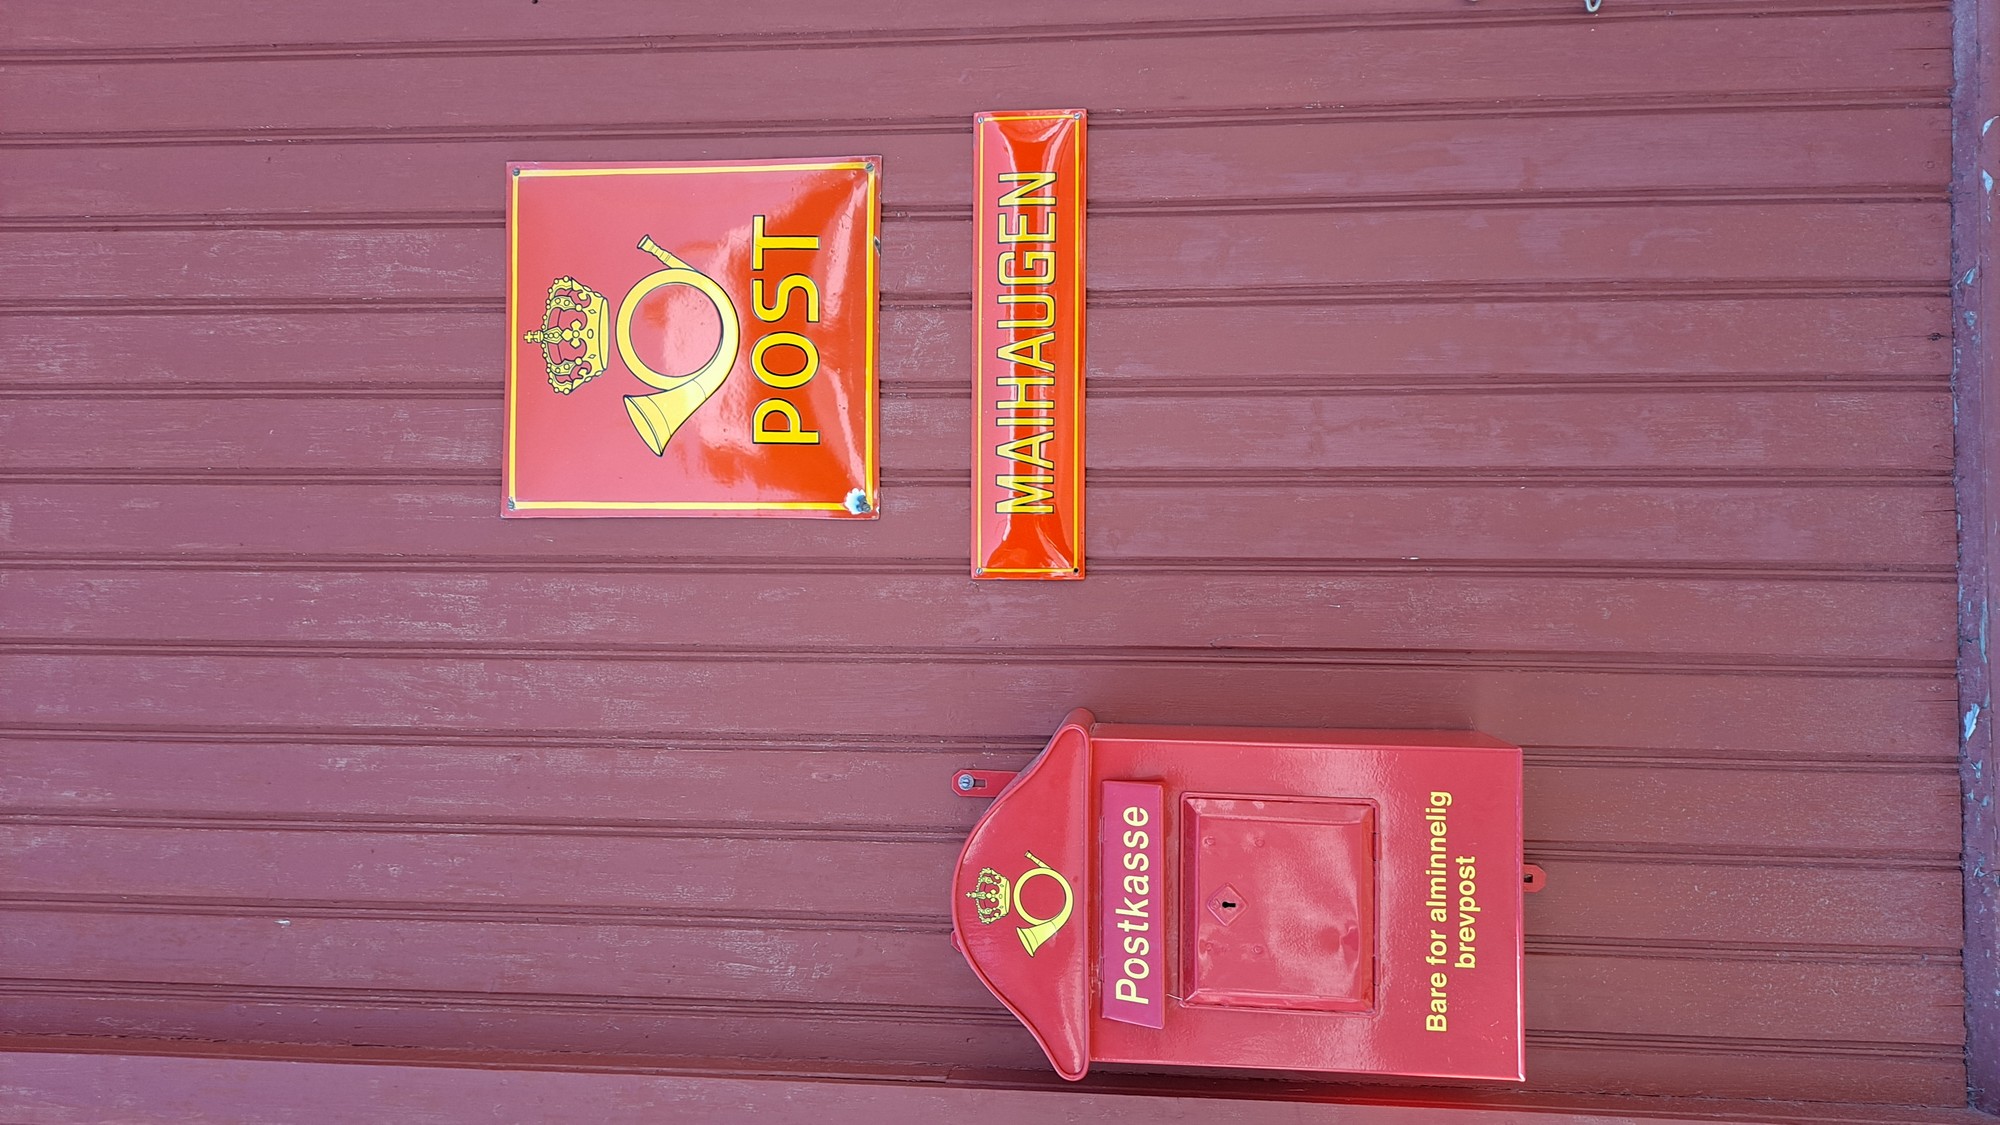 POST
MAIHAUGEN
Postkasse
Bare for alminnelig
brevpost